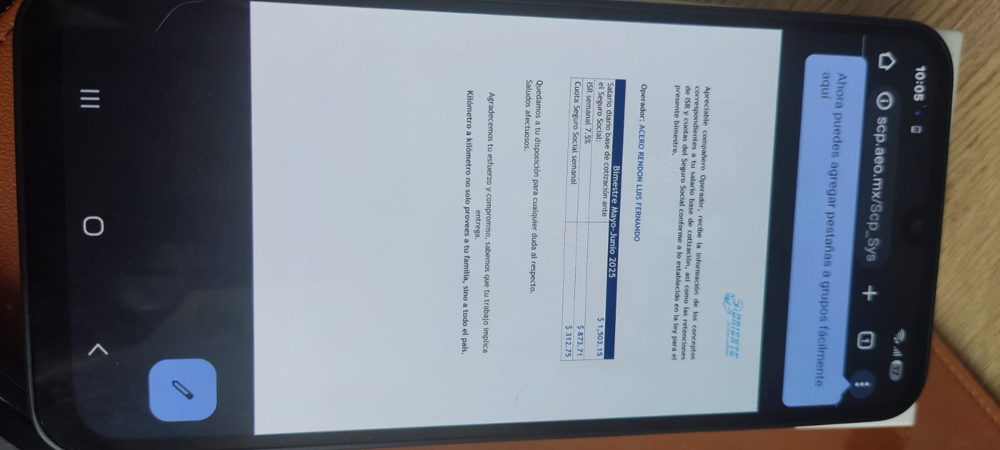 10:05
17
scp.aeo.mx/Scp_Sys
1
Ahora puedes agregar pestañas a grupos fácilmente
aquí
ORIENTE
Apreciable compañero Operador, recibe la información de los conceptos
correspondientes a tu salario base de cotización, así como las retenciones
de ISR y cuotas del Seguro Social conforme a lo establecido en la ley para el
presente bimestre.
Operador: ACERO RENDON LUIS FERNANDO
Bimestre Mayo-Junio 2025
Salario diario base de cotización ante
el Seguro Social: $ 1,503.15
ISR semanal 7.5% $ 873.71
Cuota Seguro Social semanal $ 312.75
Quedamos a tu disposición para cualquier duda al respecto.
Saludos afectuosos.
Agradecemos tu esfuerzo y compromiso, sabemos que tu trabajo implica
entrega.
Kilómetro a kilómetro no solo provees a tu familia, sino a todo el país.